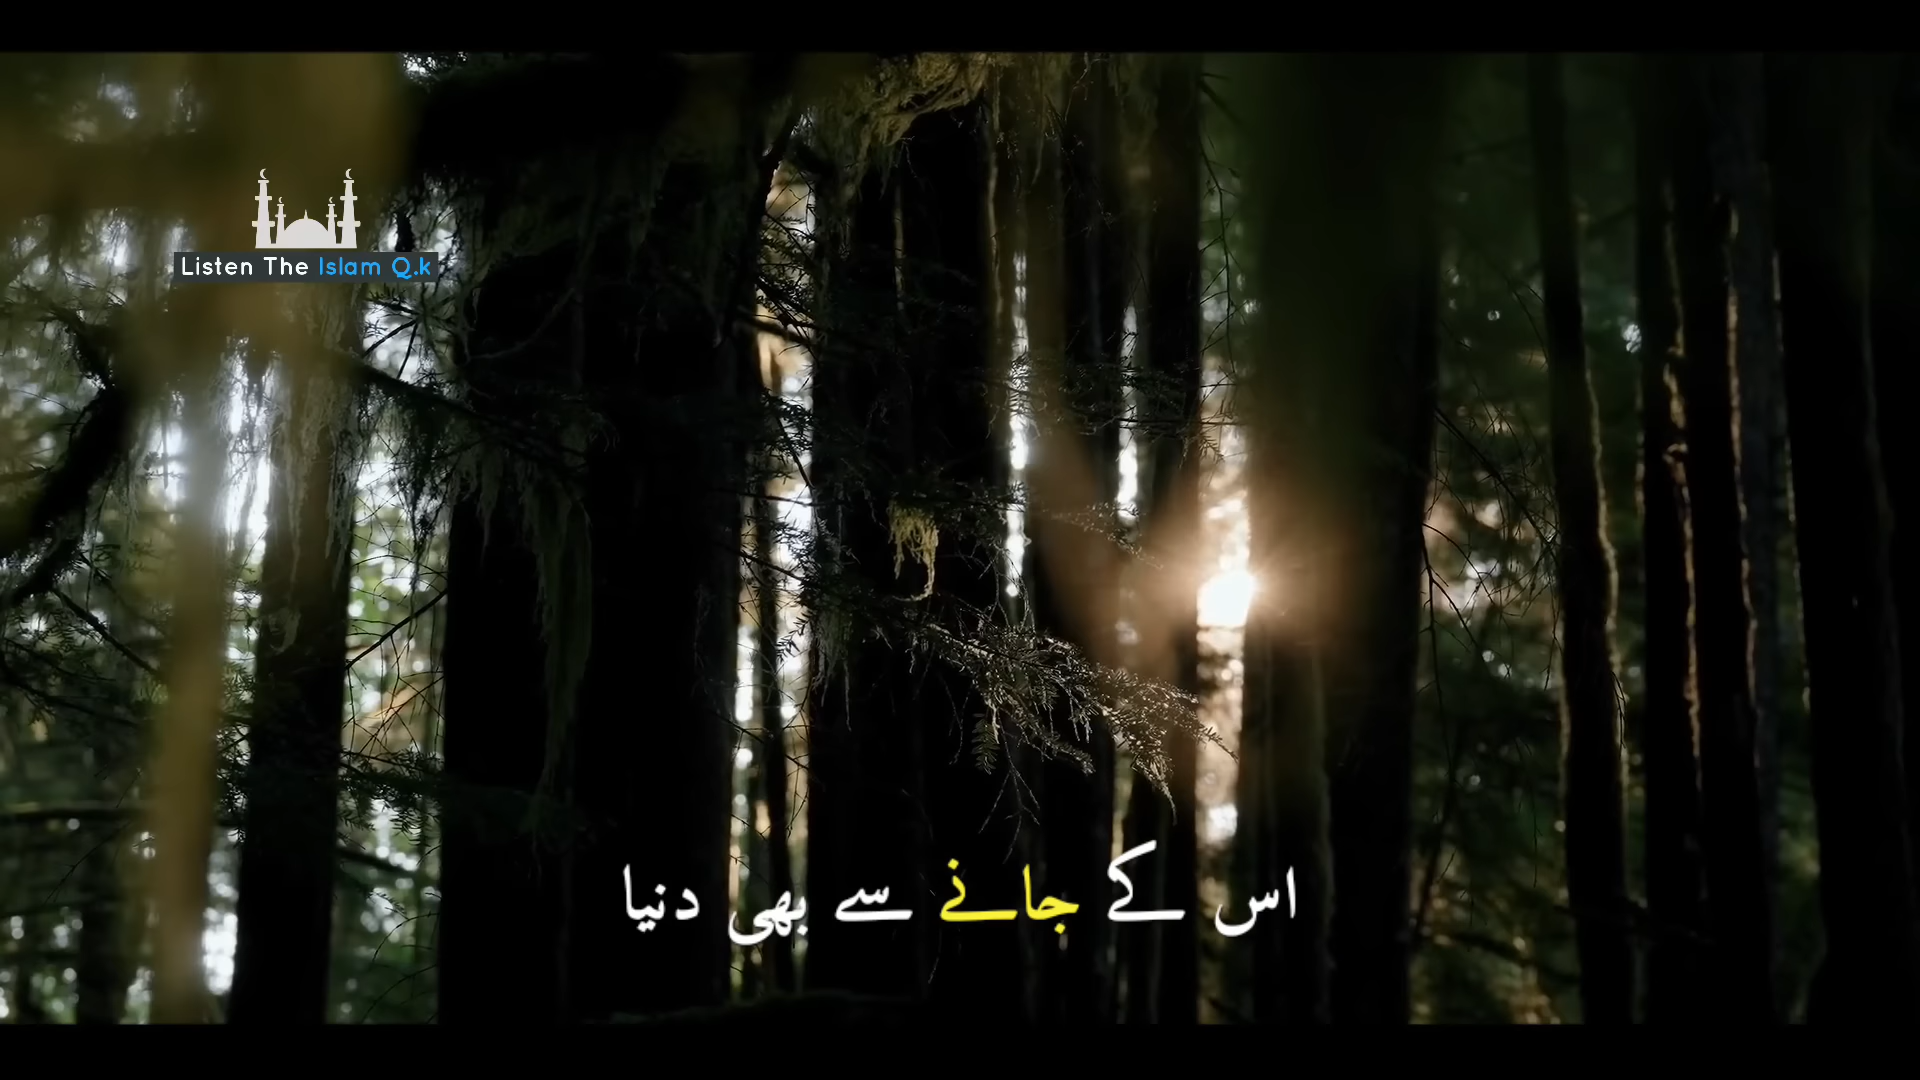 Listen The Islam Q.k
اس کے جانے سے بھی دنیا